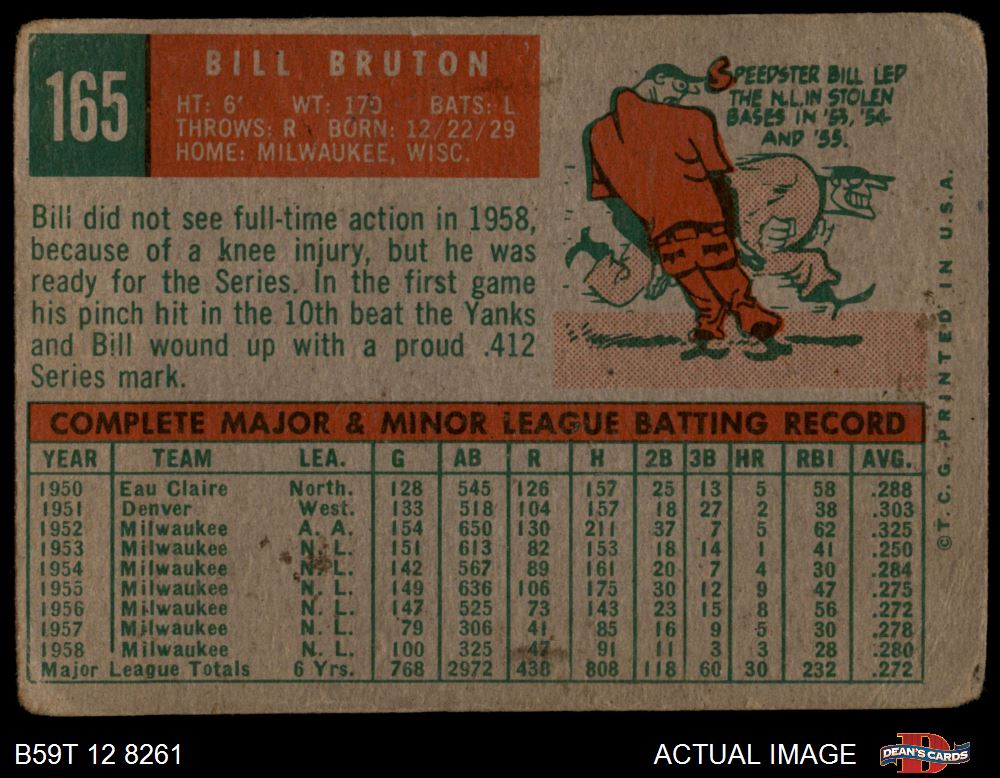 165
BILL BRUTON
HT: 6' WT: 170 BATS: L
THROWS: R BORN: 12/22/29
HOME: MILWAUKEE, WISC.
SPEEDSTER BILL LED
THE N.L. IN STOLEN
BASES IN '53, '54
AND '55.
Bill did not see full-time action in 1958,
because of a knee injury, but he was
ready for the Series. In the first game
his pinch hit in the 10th beat the Yanks
and Bill wound up with a proud .412
Series mark.
COMPLETE MAJOR & MINOR LEAGUE BATTING RECORD
YEAR TEAM LEA. G AB R H 2B 3B HR RBI AVG.
1950 Eau Claire North. 128 545 126 157 25 13 5 58 .288
1951 Denver West. 133 518 104 157 18 27 2 38 .303
1952 Milwaukee A. A. 154 650 130 211 37 7 5 62 .325
1953 Milwaukee N. L. 151 613 82 153 18 14 1 41 .250
1954 Milwaukee N. L. 142 567 89 161 20 7 4 30 .284
1955 Milwaukee N. L. 149 636 106 175 30 12 9 47 .275
1956 Milwaukee N. L. 147 525 73 143 23 15 8 56 .272
1957 Milwaukee N. L. 79 306 41 85 16 9 5 30 .278
1958 Milwaukee N. L. 100 325 47 91 11 3 3 28 .280
Major League Totals 6 Yrs. 768 2972 438 808 118 60 30 232 .272
© T. C. G. PRINTED IN U.S.A.
B59T 12 8261
ACTUAL IMAGE
D
DEAN'S CARDS